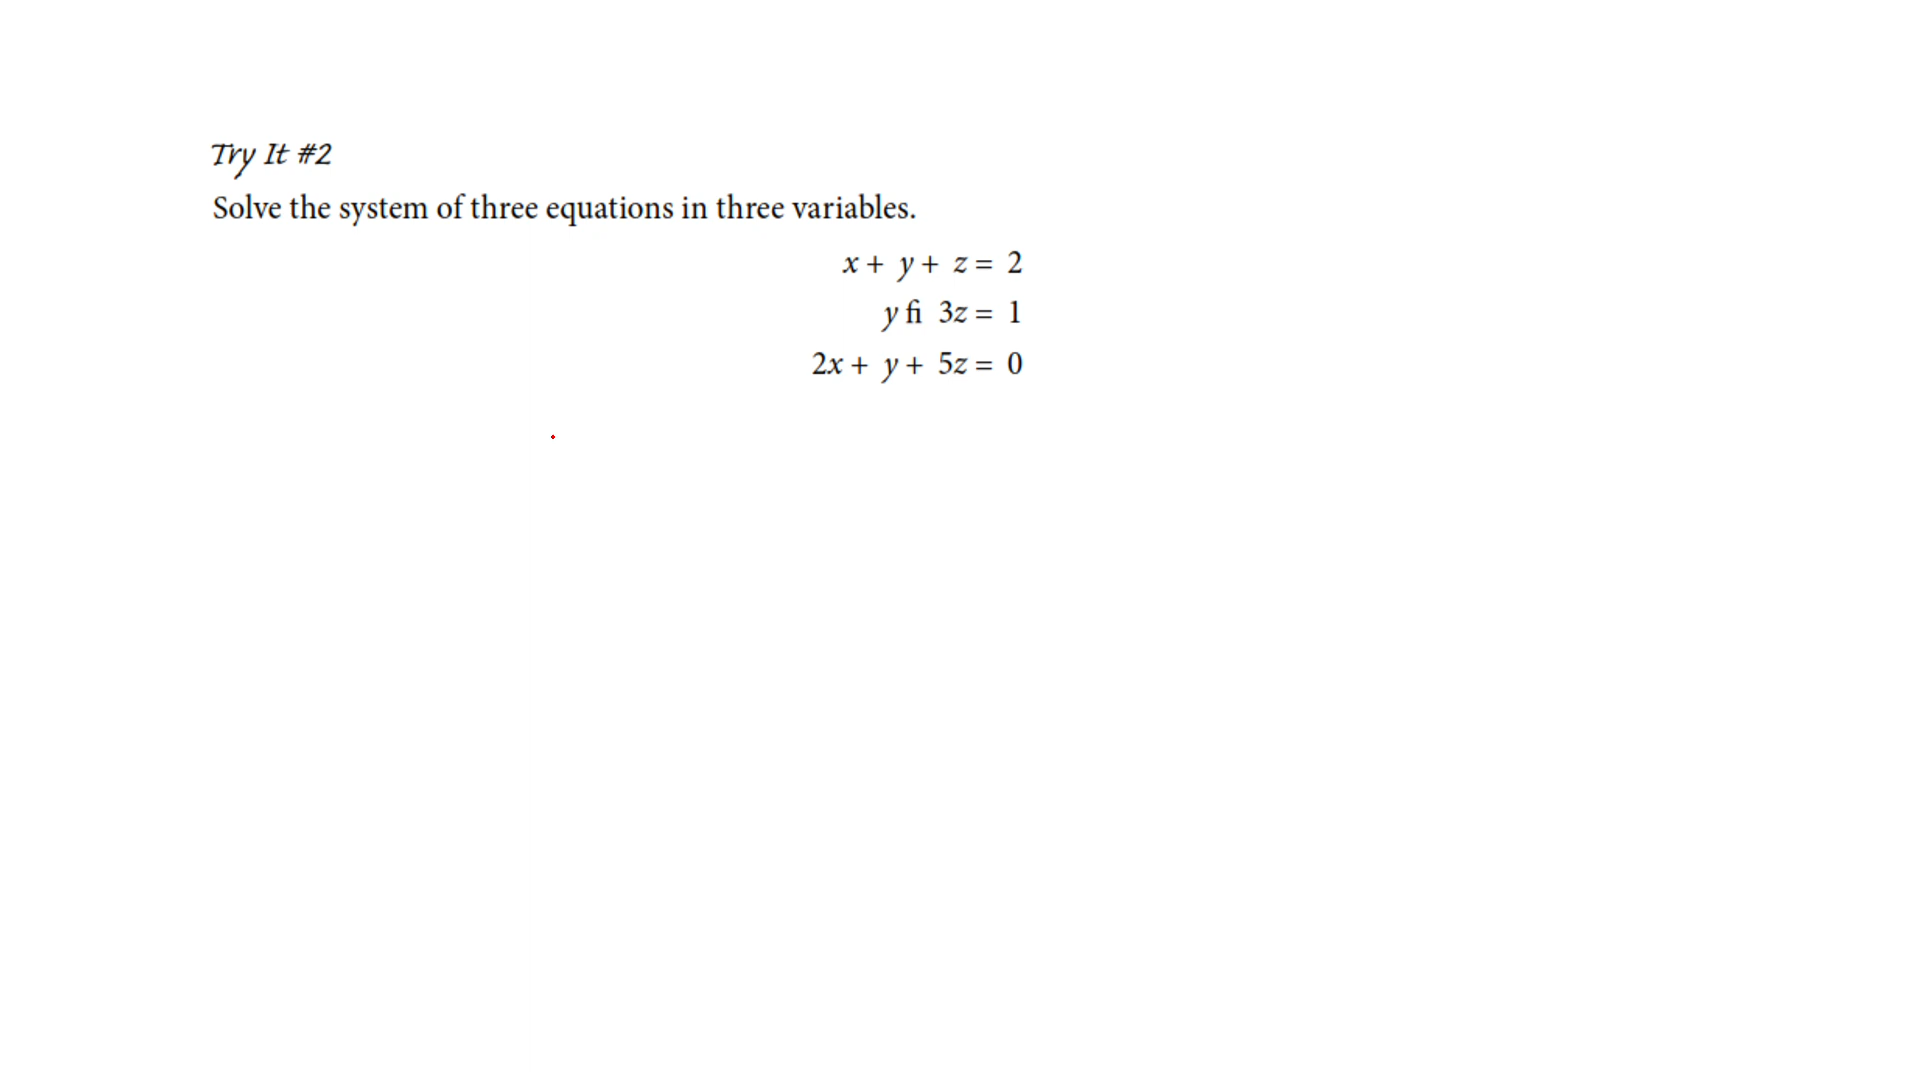 Try It #2
Solve the system of three equations in three variables.
x + y + z = 2
y fi 3z = 1
2x + y + 5z = 0